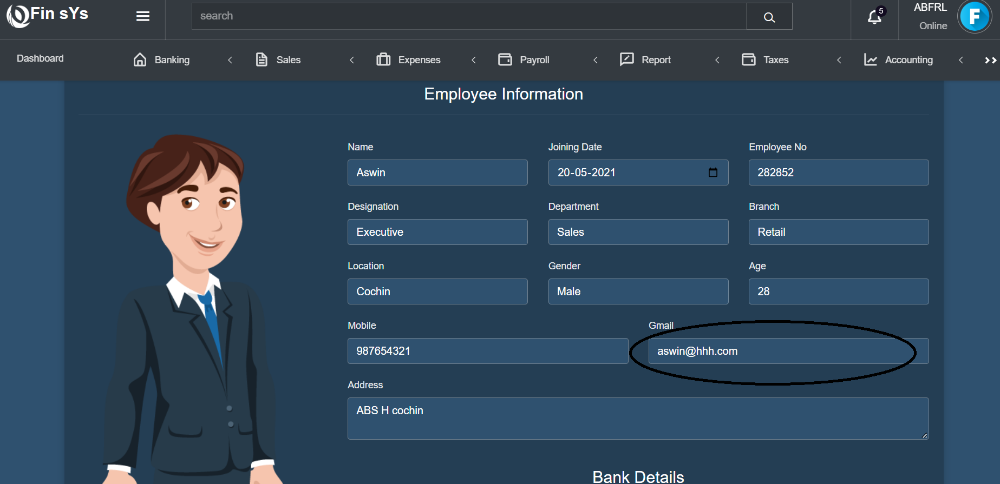 Fin sYs
search
5
ABFRL
Online
F
Dashboard
Banking
Sales
Expenses
Payroll
Report
Taxes
Accounting
Employee Information
Name
Joining Date
Employee No
Aswin
20-05-2021
282852
Designation
Department
Branch
Executive
Sales
Retail
Location
Gender
Age
Cochin
Male
28
Mobile
Gmail
987654321
aswin@hhh.com
Address
ABS H cochin
Bank Details